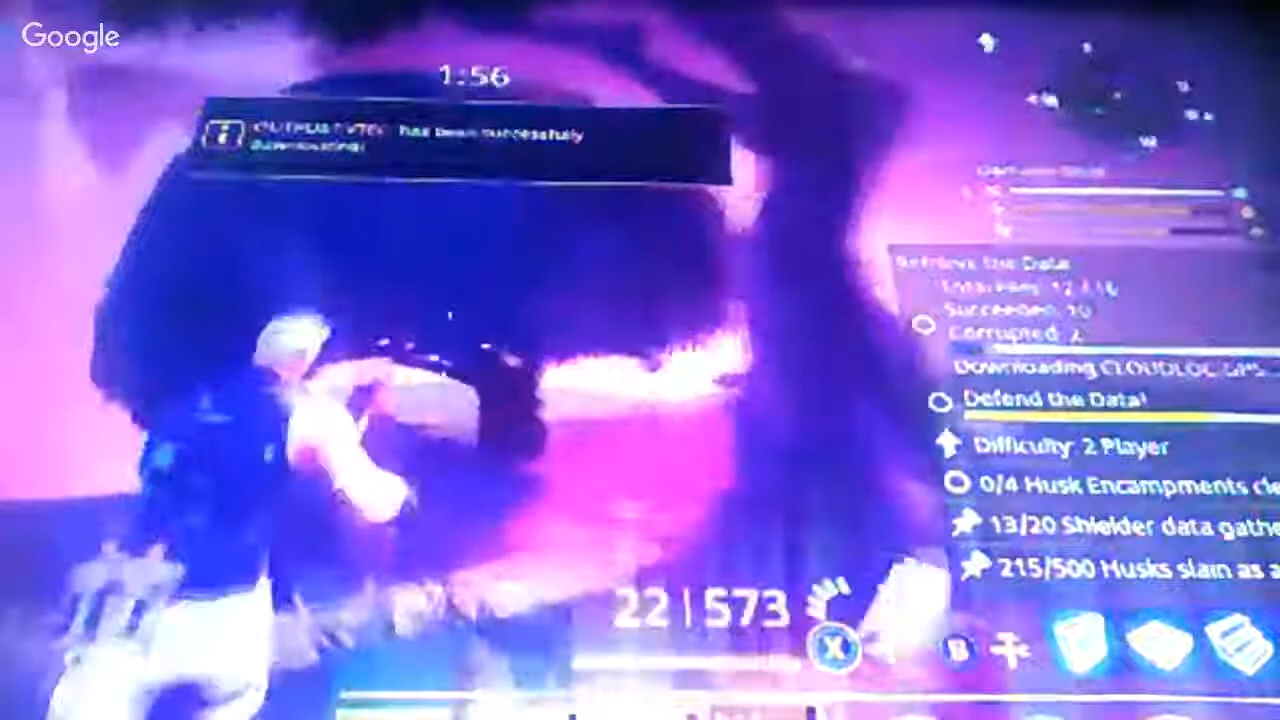 Google
1:56
has been successfully
Retrieve the Data
Succeeded: 10
Corrupted: 2
Downloading CLOUDLOC.GPS
Defend the Data!
Difficulty: 2 Player
0/4 Husk Encampments cle
13/20 Shielder data gathe
215/500 Husks slain as a
22 | 573
X
B